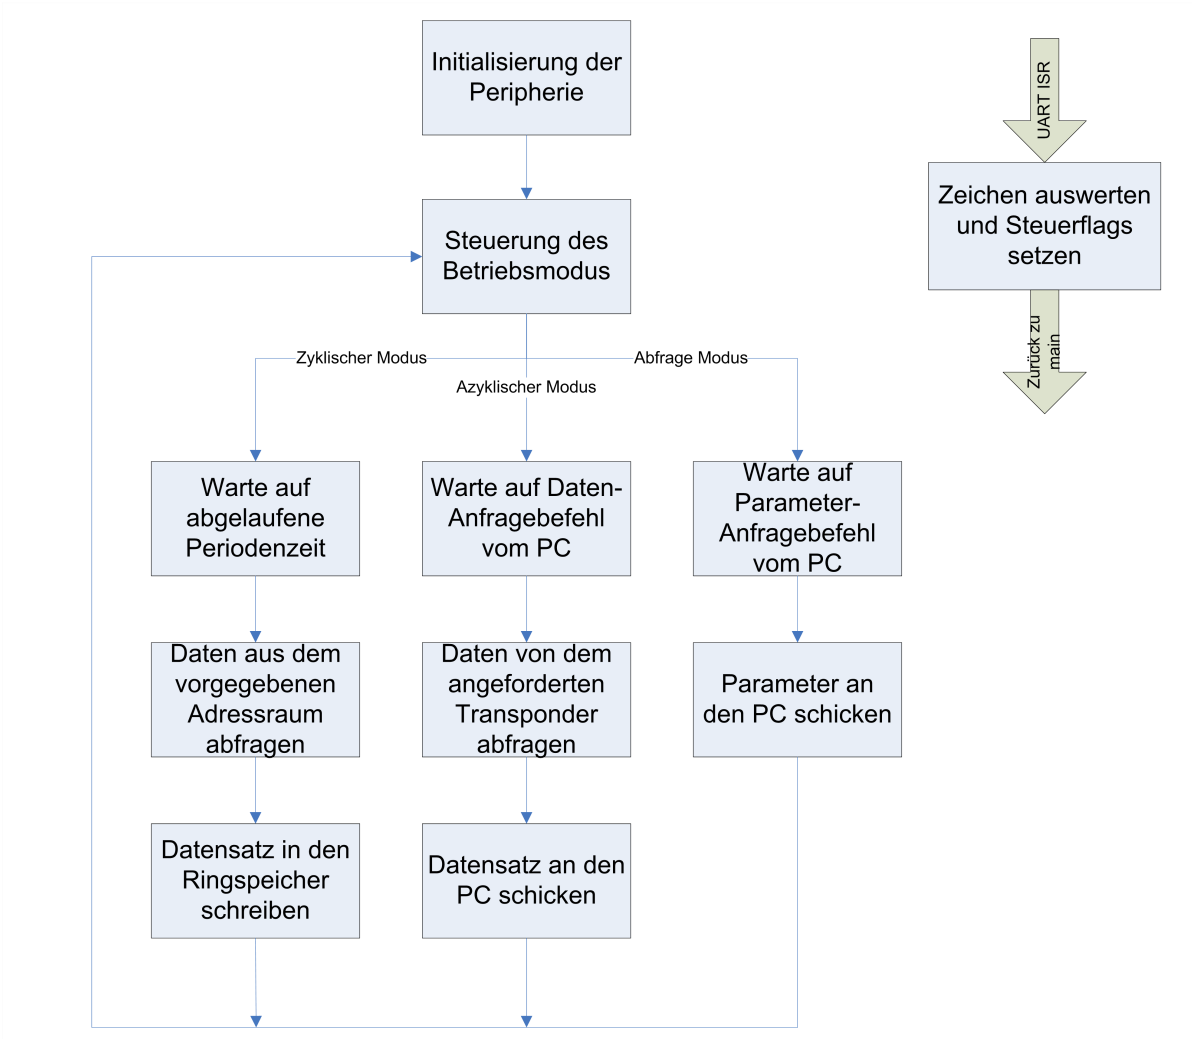 Initialisierung der
Peripherie
UART ISR
Zeichen auswerten
und Steuerflags
setzen
Zurück zu
main
Steuerung des
Betriebsmodus
Zyklischer Modus
Azyklischer Modus
Abfrage Modus
Warte auf
abgelaufene
Periodenzeit
Warte auf Daten-
Anfragebefehl
vom PC
Warte auf
Parameter-
Anfragebefehl
vom PC
Daten aus dem
vorgegebenen
Adressraum
abfragen
Daten von dem
angeforderten
Transponder
abfragen
Parameter an
den PC schicken
Datensatz in den
Ringspeicher
schreiben
Datensatz an den
PC schicken